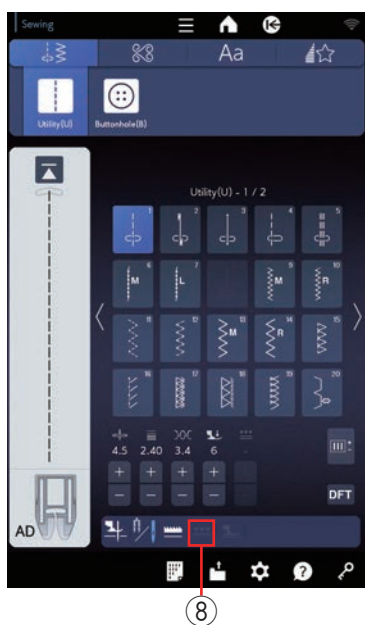 Sewing
Aa
Utility(U) Buttonhole(B)
Utility(U) - 1 / 2
1 2 3 4 5
M 6 L 7 M 9 R 10
11 12 M 13 R 14 15
16 17 18 19 20
4.5 2.40 3.4 6 -
+ + + +
− − − −
DFT
AD
8